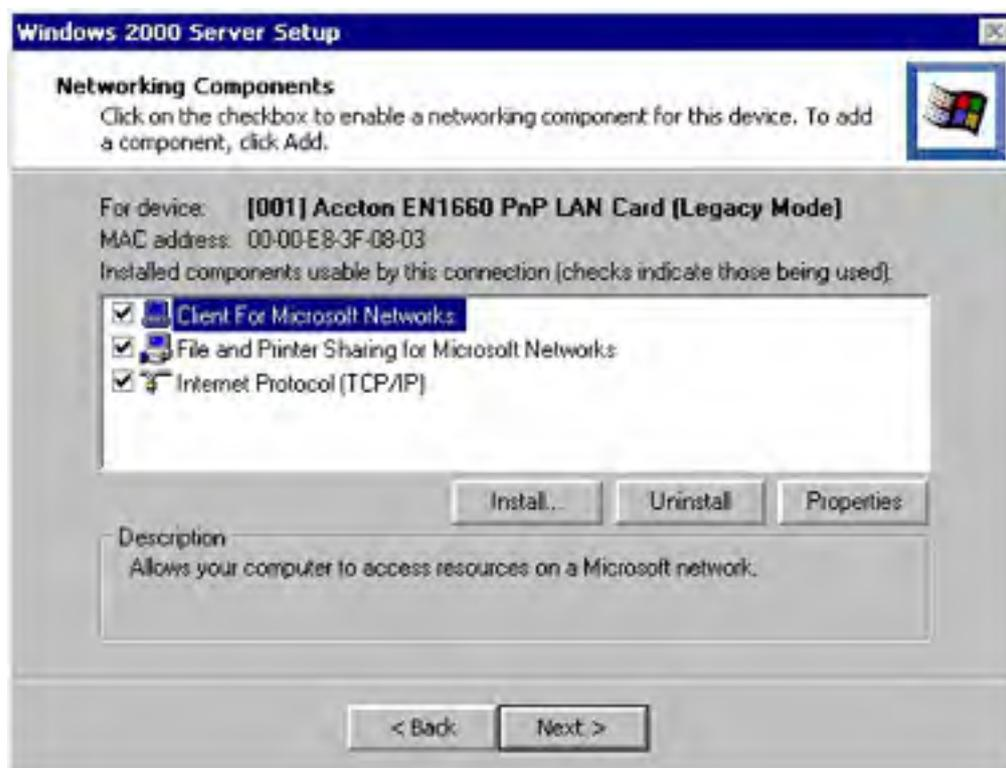 Windows 2000 Server Setup
Networking Components
Click on the checkbox to enable a networking component for this device. To add
a component, click Add.
For device: [001] Accton EN1660 PnP LAN Card (Legacy Mode)
MAC address: 00-00-E8-3F-08-03
Installed components usable by this connection (checks indicate those being used):
Client For Microsoft Networks
File and Printer Sharing for Microsoft Networks
Internet Protocol (TCP/IP)
Install... Uninstall Properties
Description
Allows your computer to access resources on a Microsoft network.
< Back Next >